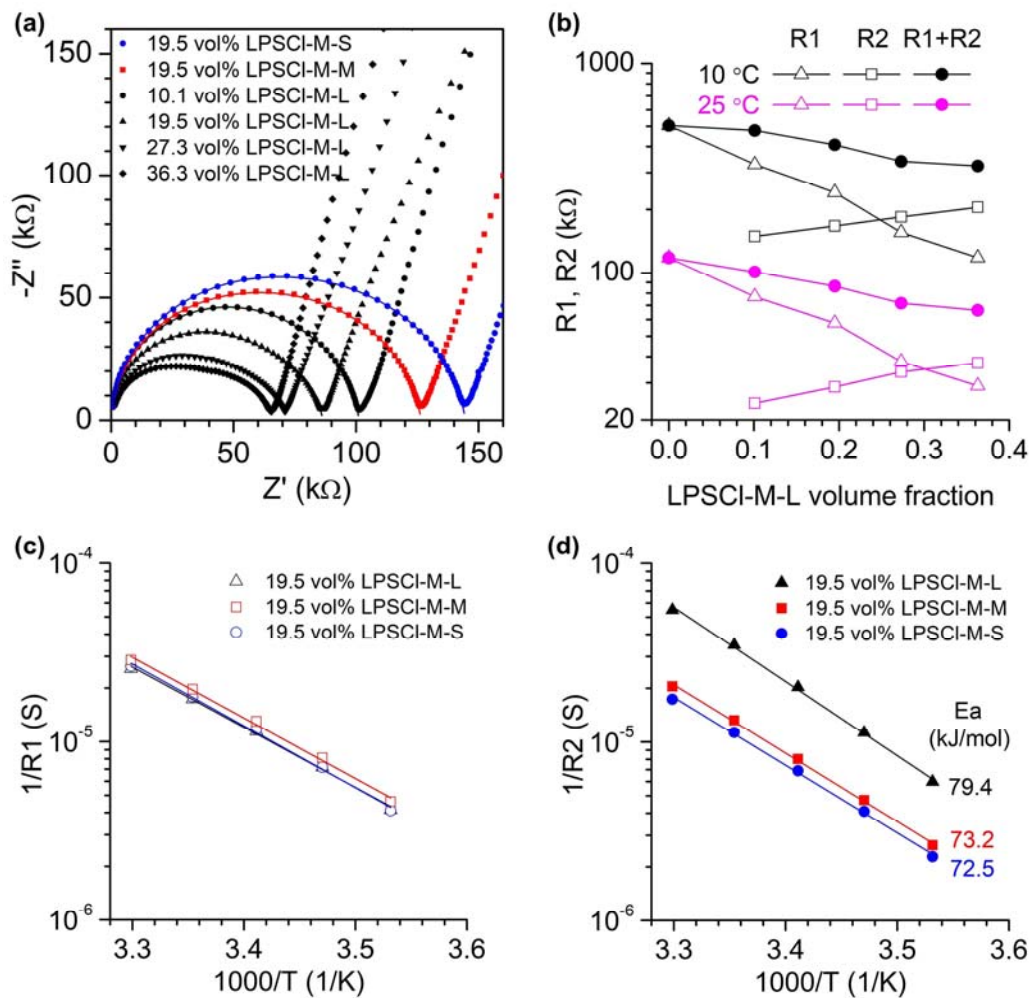 (a)
160
120
80
40
0
-Z" (kΩ)
19.5 vol% LPSCl-M-S
19.5 vol% LPSCl-M-M
10.1 vol% LPSCl-M-L
19.5 vol% LPSCl-M-L
27.3 vol% LPSCl-M-L
36.3 vol% LPSCl-M-L
0 50 100 150
Z' (kΩ)
(b)
R1 R2 R1+R2
10 °C
25 °C
1000
100
20
R1, R2 (kΩ)
0.0 0.1 0.2 0.3 0.4
LPSCl-M-L volume fraction
(c)
10-4
10-5
10-6
1/R1 (S)
19.5 vol% LPSCl-M-L
19.5 vol% LPSCl-M-M
19.5 vol% LPSCl-M-S
3.3 3.4 3.5 3.6
1000/T (1/K)
(d)
10-4
10-5
10-6
1/R2 (S)
19.5 vol% LPSCl-M-L
19.5 vol% LPSCl-M-M
19.5 vol% LPSCl-M-S
Ea
(kJ/mol)
79.4
73.2
72.5
3.3 3.4 3.5 3.6
1000/T (1/K)